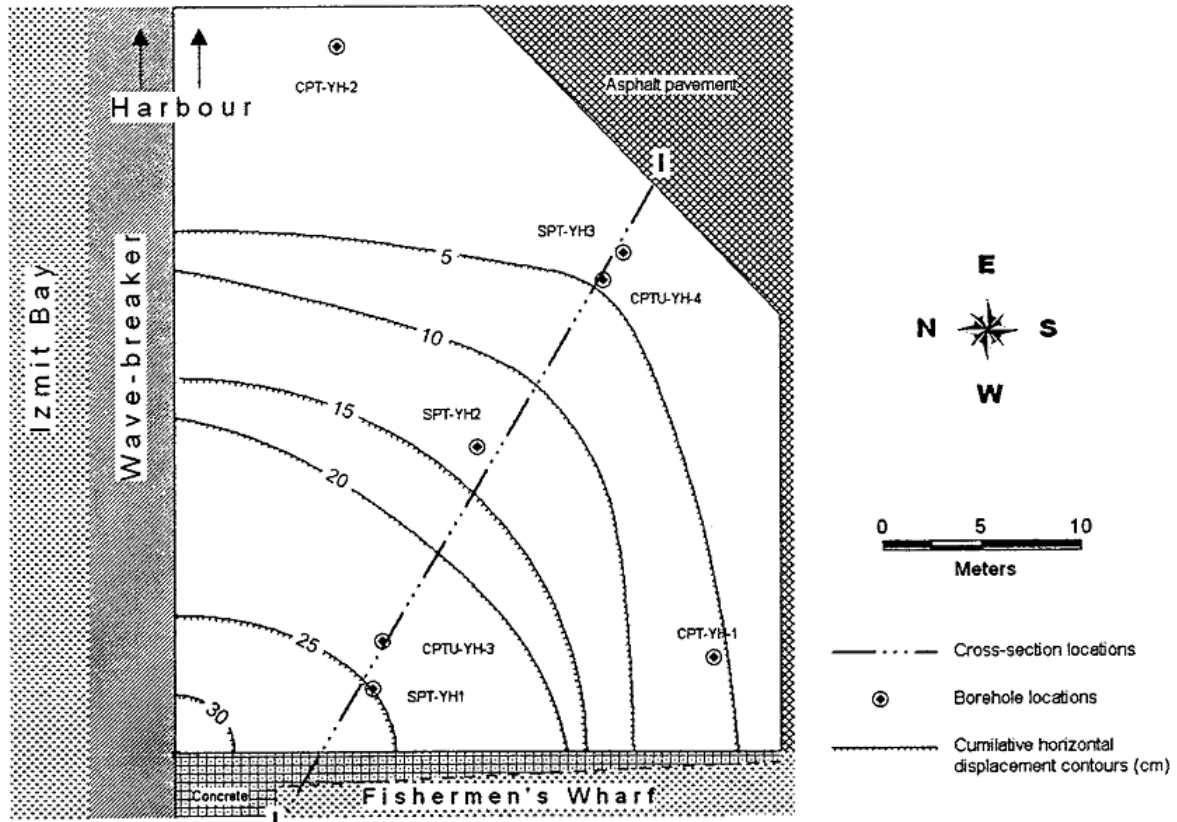 CPT-YH-2
Asphalt pavement
Harbour
I
SPT-YH3
5
CPTU-YH-4
Izmit Bay
Wave-breaker
10
SPT-YH2
15
20
E
N
S
W
0 5 10
Meters
CPT-YH-1
25
CPTU-YH-3
SPT-YH1
30
Cross-section locations
Borehole locations
Cumilative horizontal
displacement contours (cm)
Concrete
Fishermen's Wharf